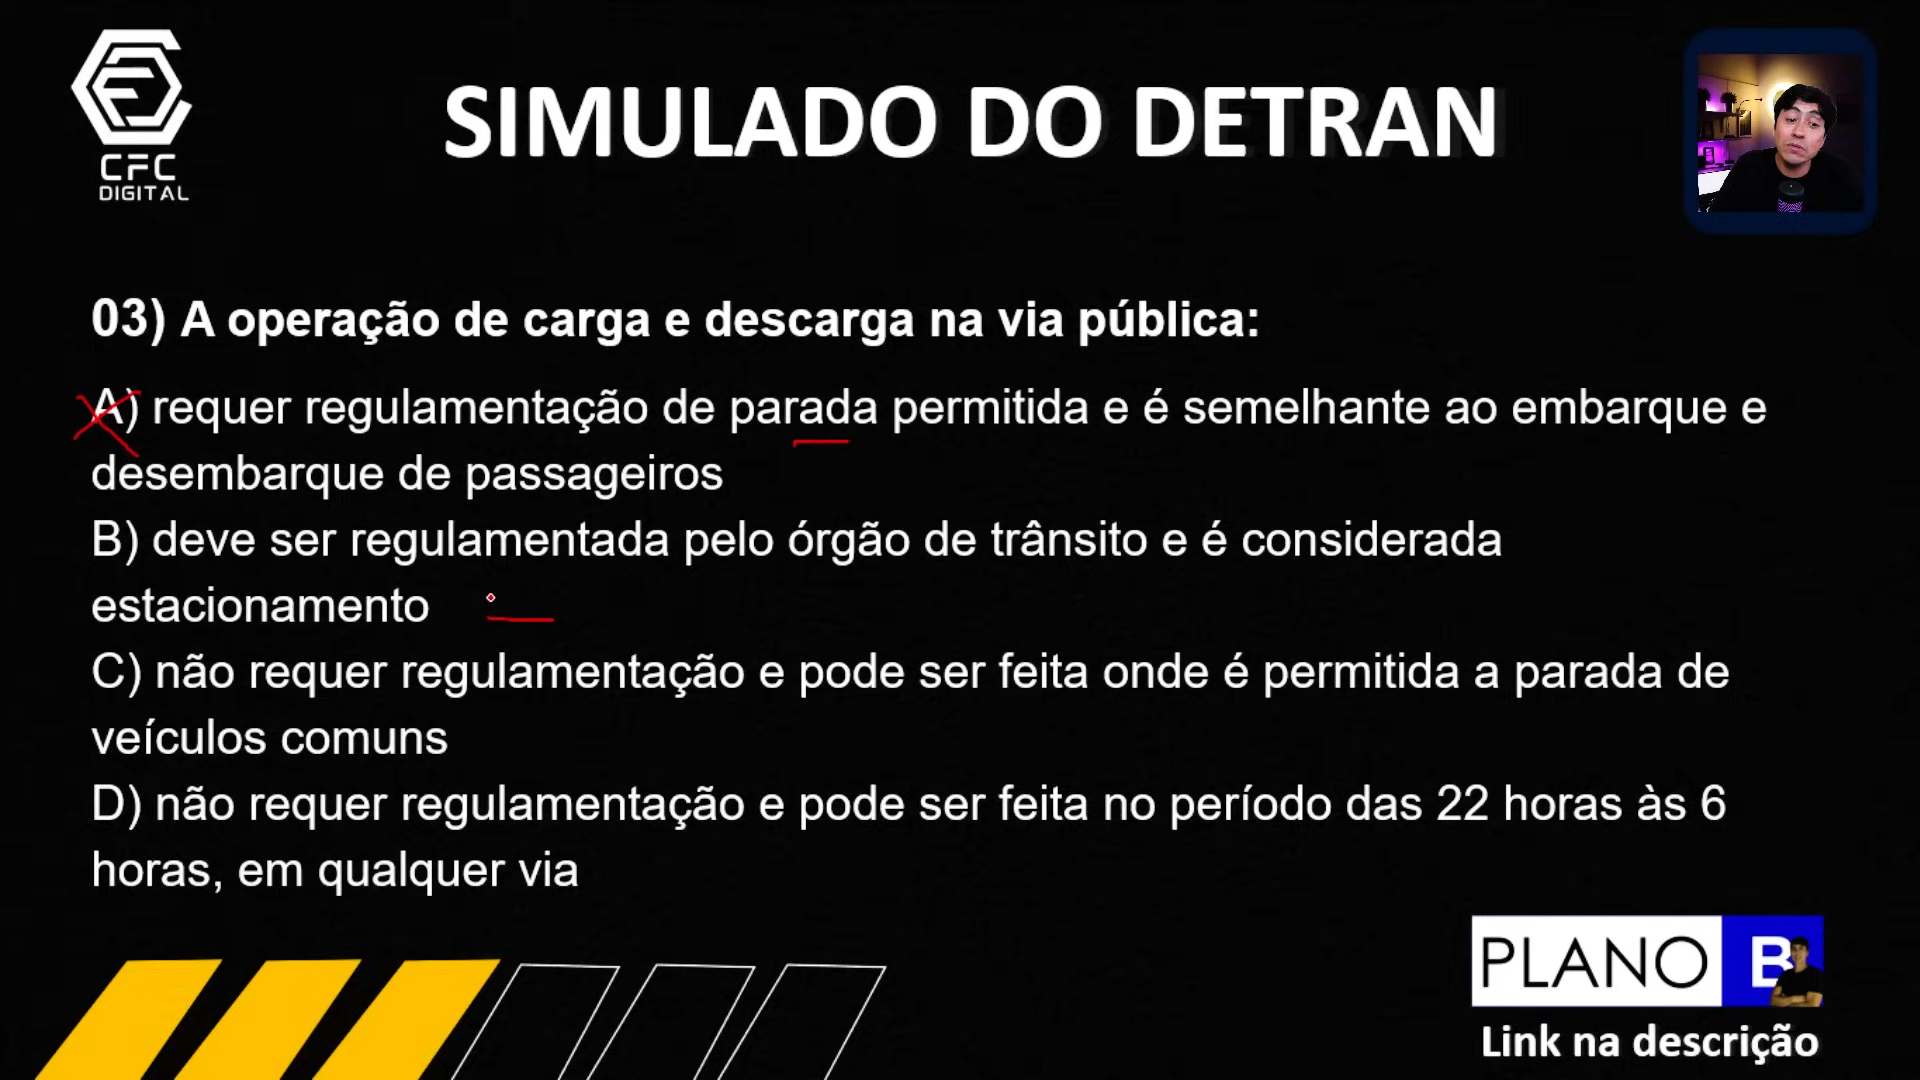 CFC
DIGITAL
SIMULADO DO DETRAN
03) A operação de carga e descarga na via pública:
A) requer regulamentação de parada permitida e é semelhante ao embarque e
desembarque de passageiros
B) deve ser regulamentada pelo órgão de trânsito e é considerada
estacionamento
C) não requer regulamentação e pode ser feita onde é permitida a parada de
veículos comuns
D) não requer regulamentação e pode ser feita no período das 22 horas às 6
horas, em qualquer via
PLANO B
Link na descrição